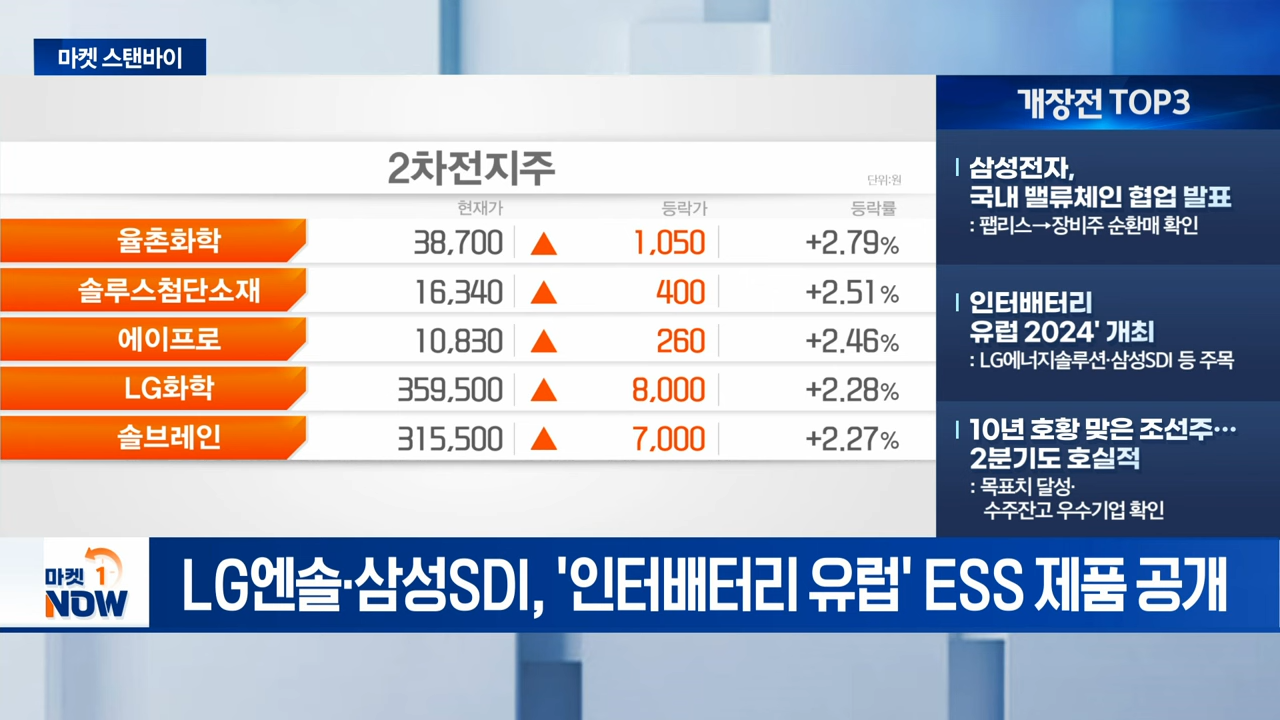 마켓 스탠바이
2차전지주
단위:원
현재가 등락가 등락률
율촌화학 38,700 ▲ 1,050 +2.79%
솔루스첨단소재 16,340 ▲ 400 +2.51%
에이프로 10,830 ▲ 260 +2.46%
LG화학 359,500 ▲ 8,000 +2.28%
솔브레인 315,500 ▲ 7,000 +2.27%
개장전 TOP3
삼성전자,
국내 밸류체인 협업 발표
: 팹리스→장비주 순환매 확인
인터배터리
유럽 2024' 개최
: LG에너지솔루션·삼성SDI 등 주목
10년 호황 맞은 조선주…
2분기도 호실적
: 목표치 달성·
수주잔고 우수기업 확인
마켓 1
NOW
LG엔솔·삼성SDI, '인터배터리 유럽' ESS 제품 공개